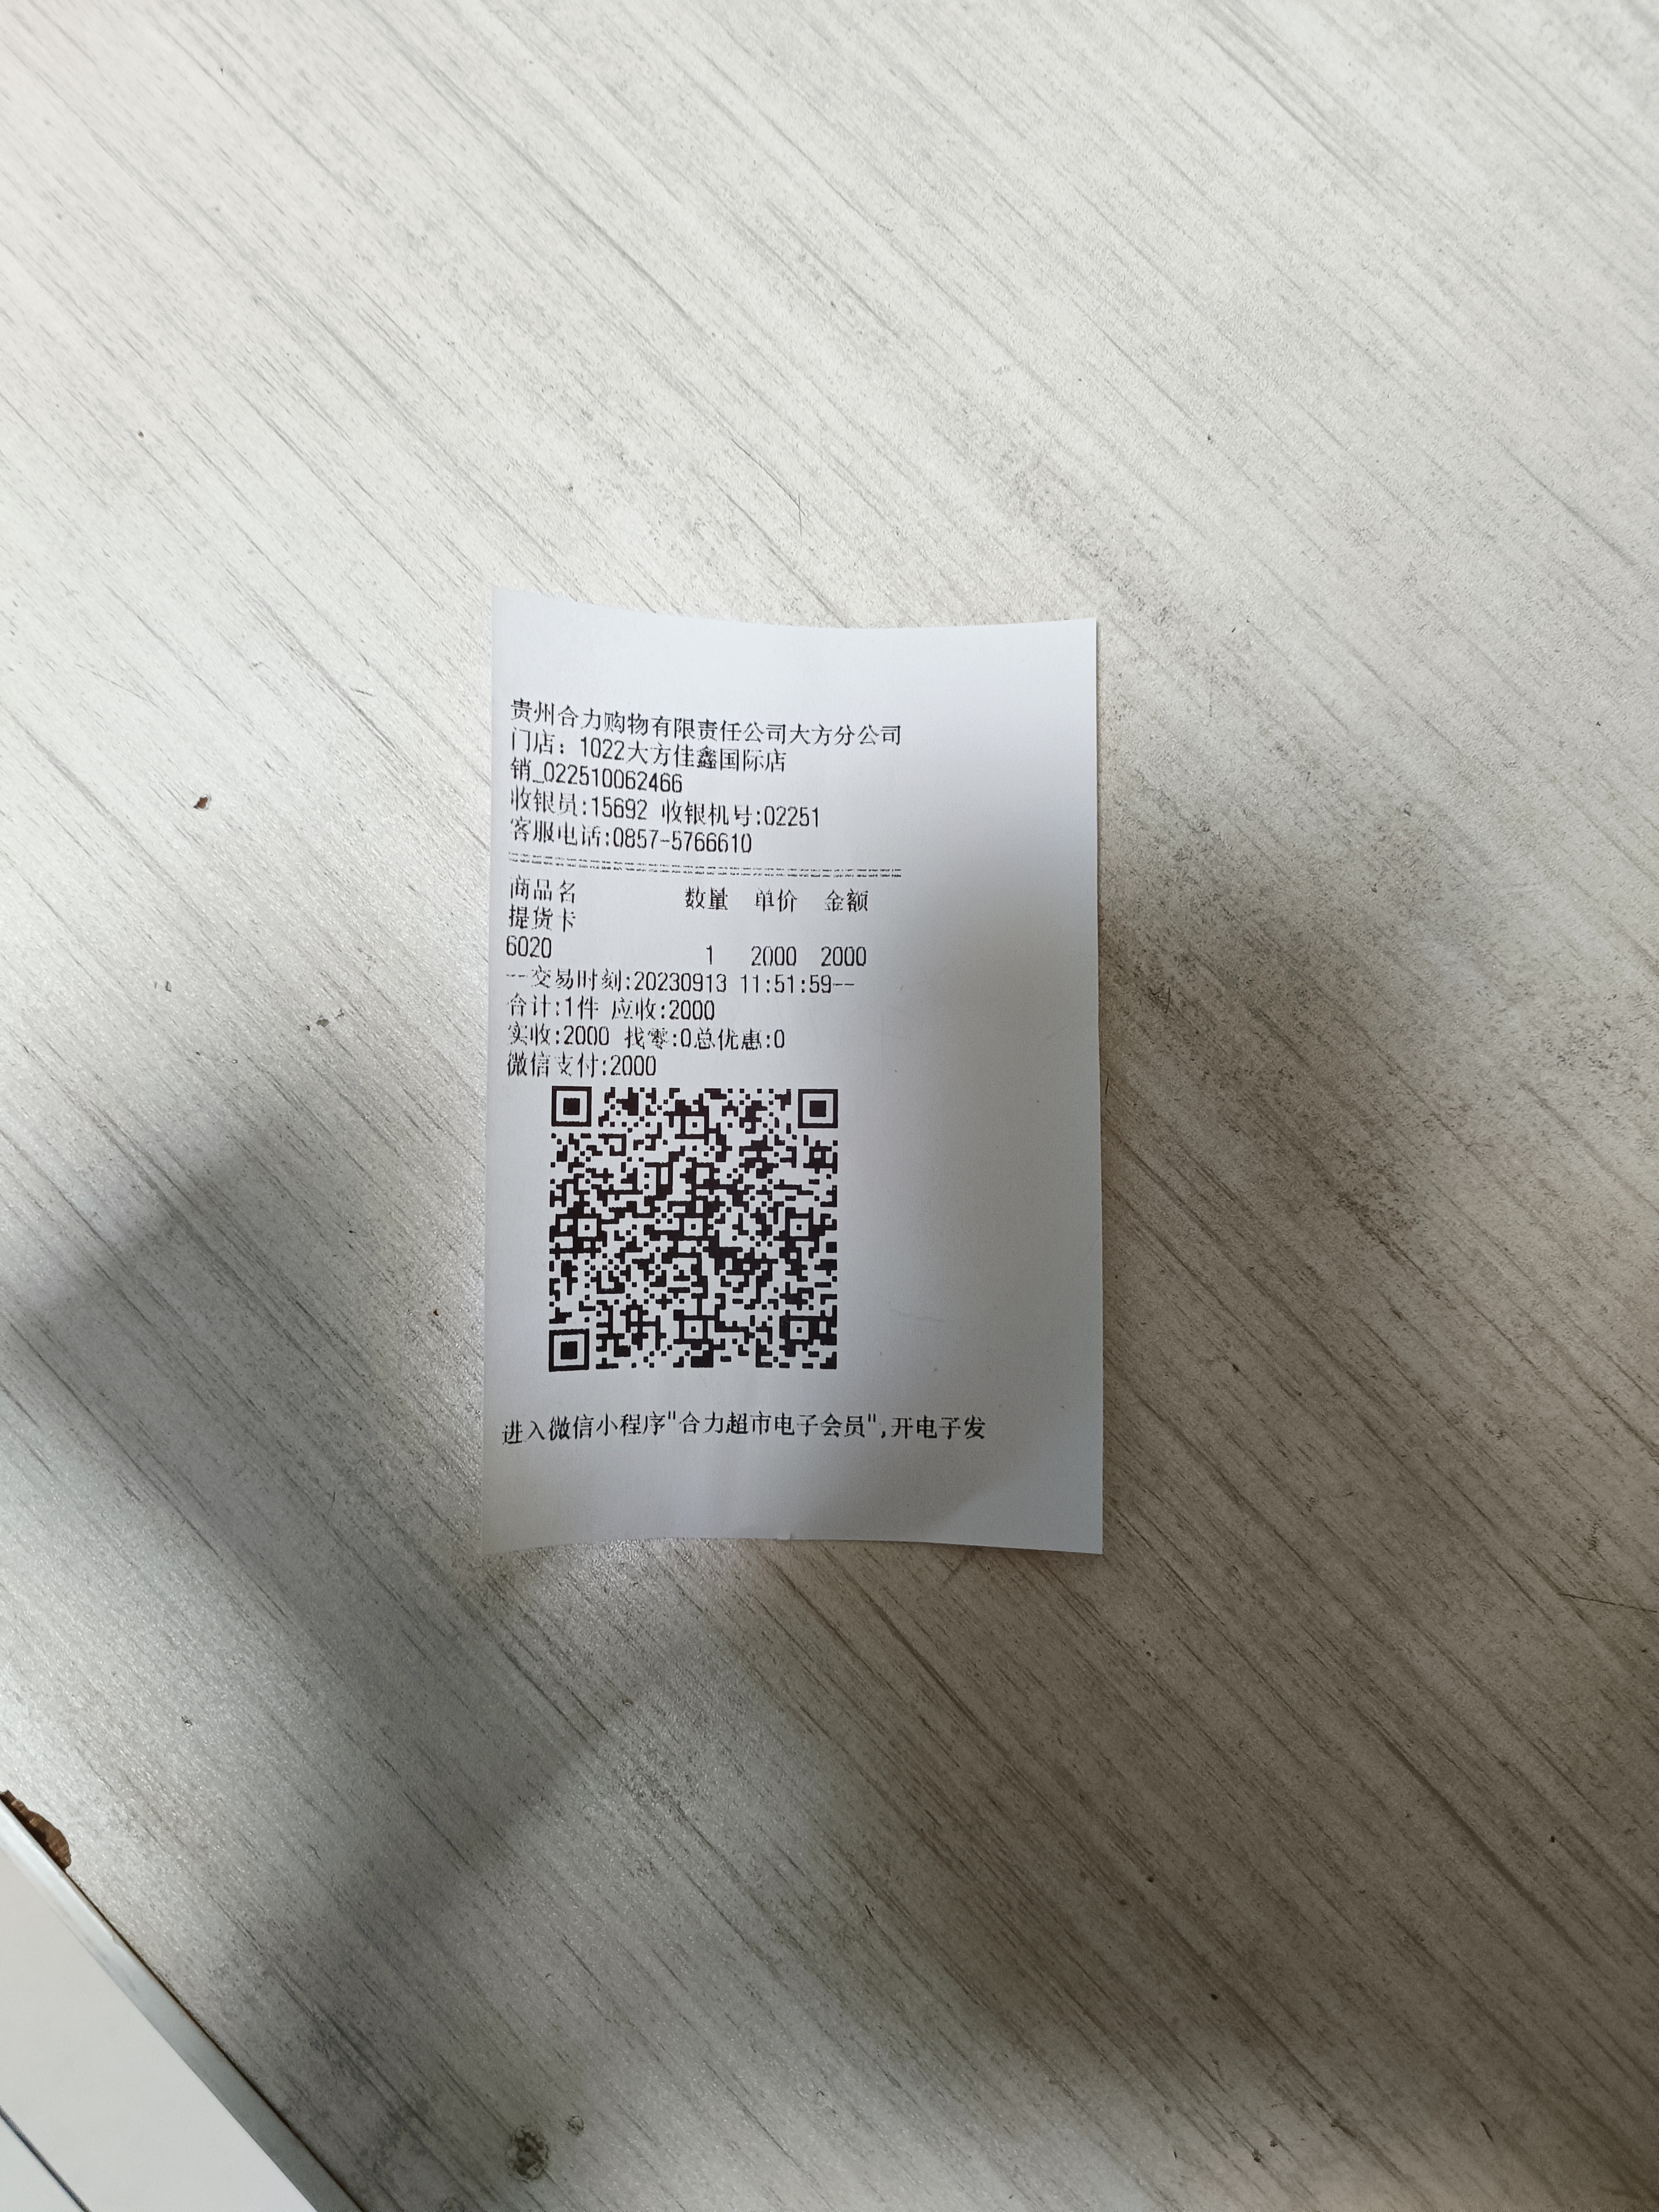 贵州合力购物有限责任公司大方分公司
门店：1022大方佳鑫国际店
销_022510062466
收银员:15692 收银机号:02251
客服电话:0857-5766610
商品名 数量 单价 金额
提货卡
6020 1 2000 2000
--交易时刻:20230913 11:51:59--
合计:1件 应收:2000
实收:2000 找零:0总优惠:0
微信支付:2000
进入微信小程序"合力超市电子会员",开电子发